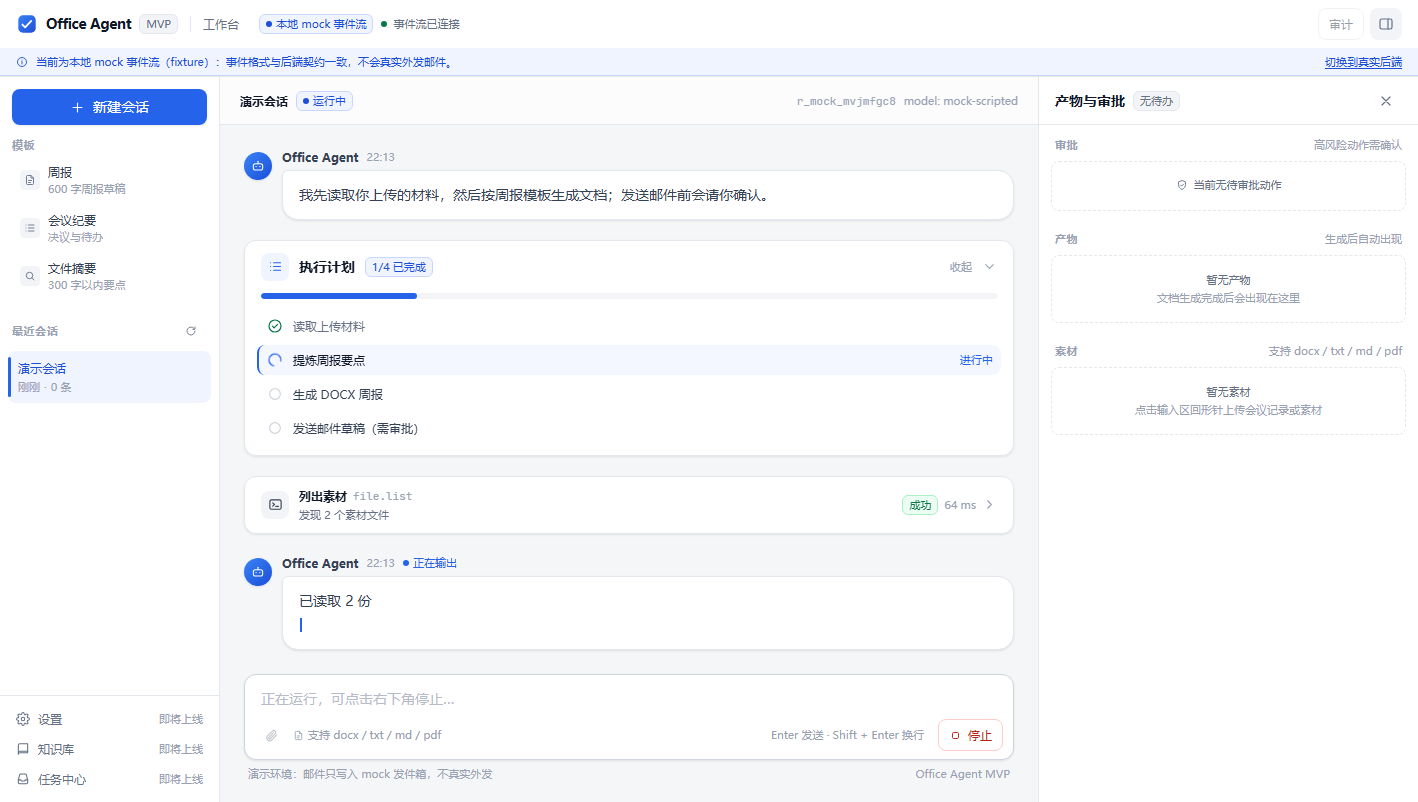 Office Agent MVP 工作台 本地 mock 事件流 事件流已连接 审计
当前为本地 mock 事件流（fixture）：事件格式与后端契约一致，不会真实外发邮件。 切换到真实后端
+ 新建会话
模板
周报
600 字周报草稿
会议纪要
决议与待办
文件摘要
300 字以内要点
最近会话
演示会话
刚刚 · 0 条
设置 即将上线
知识库 即将上线
任务中心 即将上线
演示会话 运行中 r_mock_mvjmfgc8 model: mock-scripted
Office Agent 22:13
我先读取你上传的材料，然后按周报模板生成文档；发送邮件前会请你确认。
执行计划 1/4 已完成 收起
读取上传材料
提炼周报要点 进行中
生成 DOCX 周报
发送邮件草稿（需审批）
列出素材 file.list
发现 2 个素材文件
成功 64 ms
Office Agent 22:13 正在输出
已读取 2 份
正在运行，可点击右下角停止...
支持 docx / txt / md / pdf Enter 发送 · Shift + Enter 换行 停止
演示环境：邮件只写入 mock 发件箱，不真实外发 Office Agent MVP
产物与审批 无待办
审批 高风险动作需确认
当前无待审批动作
产物 生成后自动出现
暂无产物
文档生成完成后会出现在这里
素材 支持 docx / txt / md / pdf
暂无素材
点击输入区回形针上传会议记录或素材